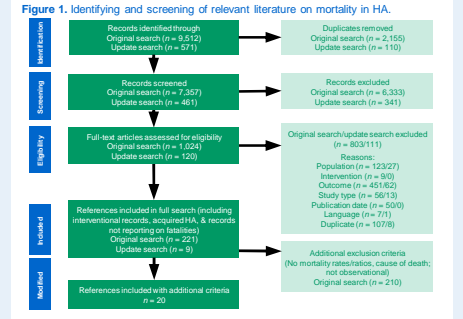 Figure 1. Identifying and screening of relevant literature on mortality in HA.
Identification
Records identified through
Original search (n = 9,512)
Update search (n = 571)
Duplicates removed
Original search (n = 2,155)
Update search (n = 110)
Screening
Records screened
Original search (n = 7,357)
Update search (n = 461)
Records excluded
Original search (n = 6,333)
Update search (n = 341)
Eligibility
Full-text articles assessed for eligibility
Original search (n = 1,024)
Update search (n = 120)
Original search/update search excluded
(n = 803/111)
Reasons:
Population (n = 123/27)
Intervention (n = 9/0)
Outcome (n = 451/62)
Study type (n = 56/13)
Publication date (n = 50/0)
Language (n = 7/1)
Duplicate (n = 107/8)
Included
References included in full search (including
interventional records, acquired HA, & records
not reporting on fatalities)
Original search (n = 221)
Update search (n = 9)
Additional exclusion criteria
(No mortality rates/ratios, cause of death;
not observational)
Original search (n = 210)
Modified
References included with additional criteria
n = 20